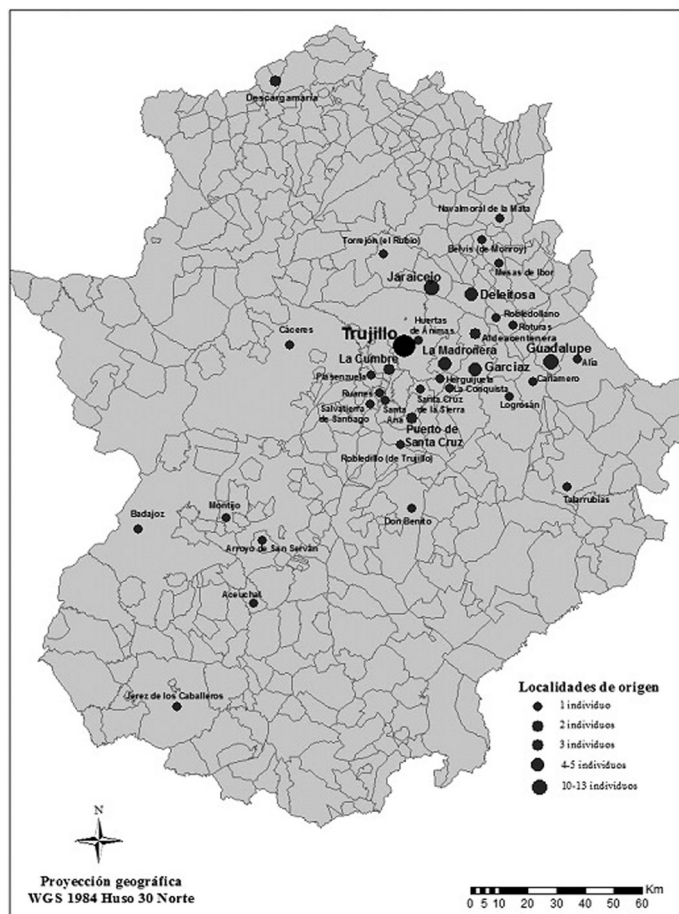 Descargamaría
Navalmoral de la Mata
Torrejón (el Rubio)
Belvís (de Monroy)
Mesas de Ibor
Jaraicejo
Deleitosa
Robledollano
Roturas
Huertas
de Ánimas
Aldeacentenera
Trujillo
Cáceres
La Madroñera
Guadalupe
Alía
La Cumbre
Garciaz
Plasenzuela
Herguijuela
Cañamero
La Conquista
Ruanes
Santa Cruz
de la Sierra
Logrosán
Salvatierra
de Santiago
Santa
Ana
Puerto de
Santa Cruz
Robledillo (de Trujillo)
Talarrubias
Montijo
Badajoz
Don Benito
Arroyo de San Serván
Aceuchal
Jerez de los Caballeros
Localidades de origen
1 individuo
2 individuos
3 individuos
4-5 individuos
10-13 individuos
N
Proyección geográfica
WGS 1984 Huso 30 Norte
Km
0 5 10 20 30 40 50 60